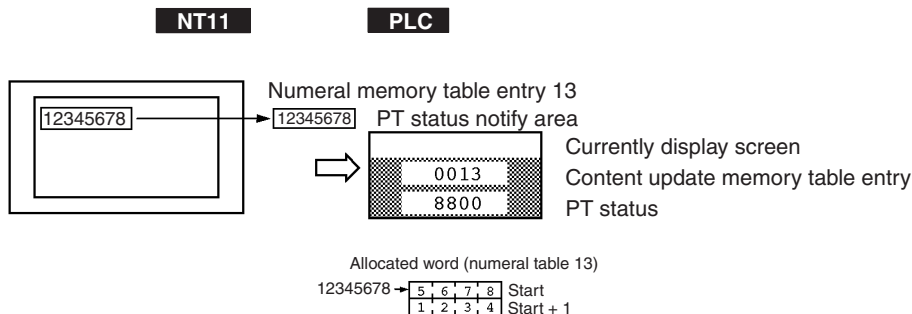 NT11 PLC
Numeral memory table entry 13
12345678 12345678 PT status notify area
Currently display screen
0013 Content update memory table entry
8800 PT status
Allocated word (numeral table 13)
12345678 5 6 7 8 Start
1 2 3 4 Start + 1